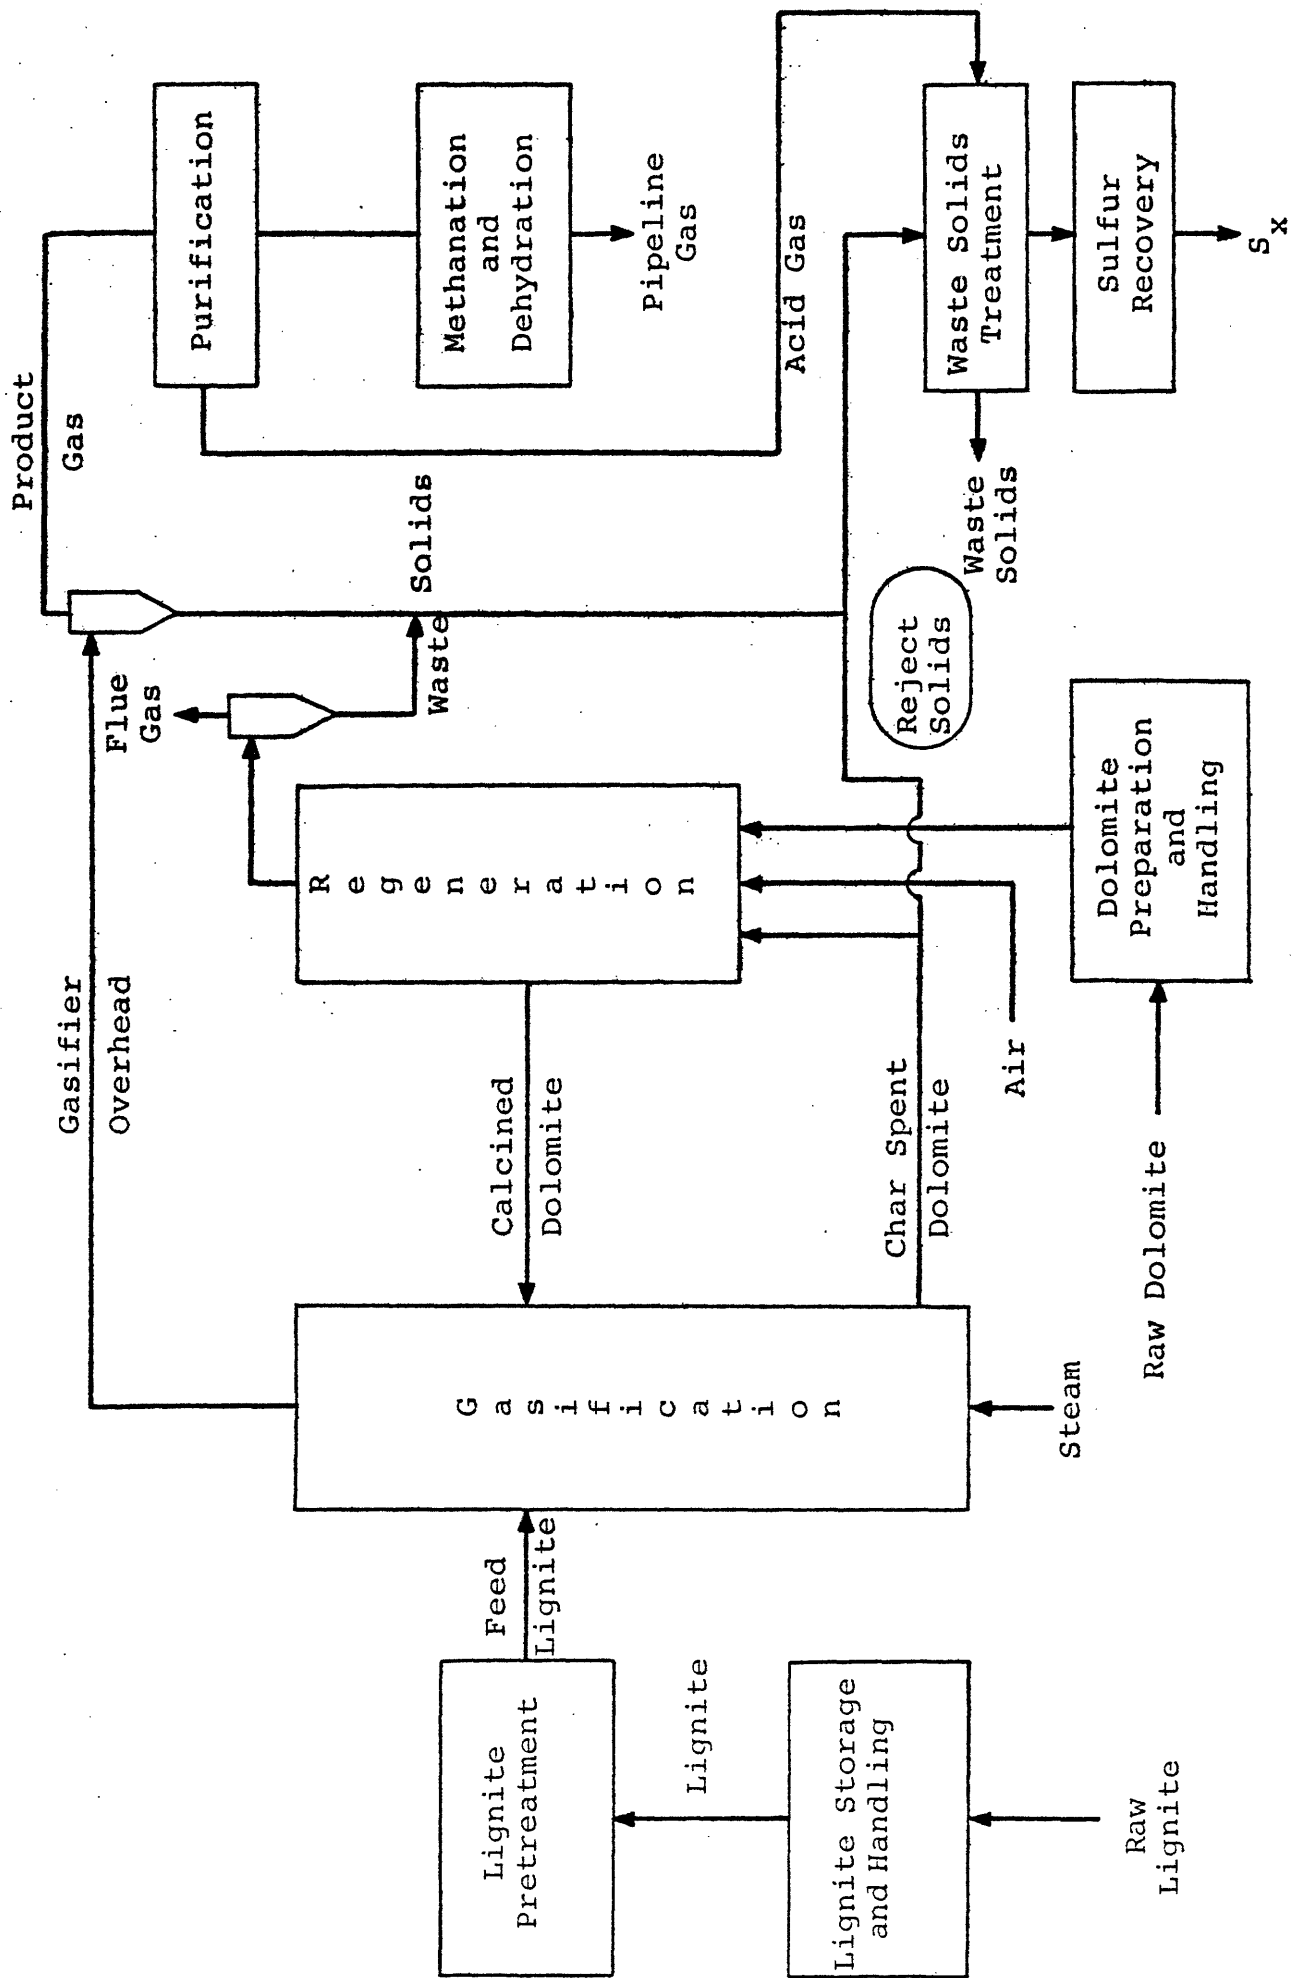 Product
Gas
Gasifier
Overhead
Flue
Gas
Purification
Methanation
and
Dehydration
Pipeline
Gas
Waste
Solids
Acid Gas
Regeneration
Calcined
Dolomite
Gasification
Feed
Lignite
Lignite
Pretreatment
Lignite
Lignite Storage
and Handling
Raw
Lignite
Steam
Char Spent
Dolomite
Air
Raw Dolomite
Dolomite
Preparation
and
Handling
Reject
Solids
Waste
Solids
Waste Solids
Treatment
Sulfur
Recovery
Sx